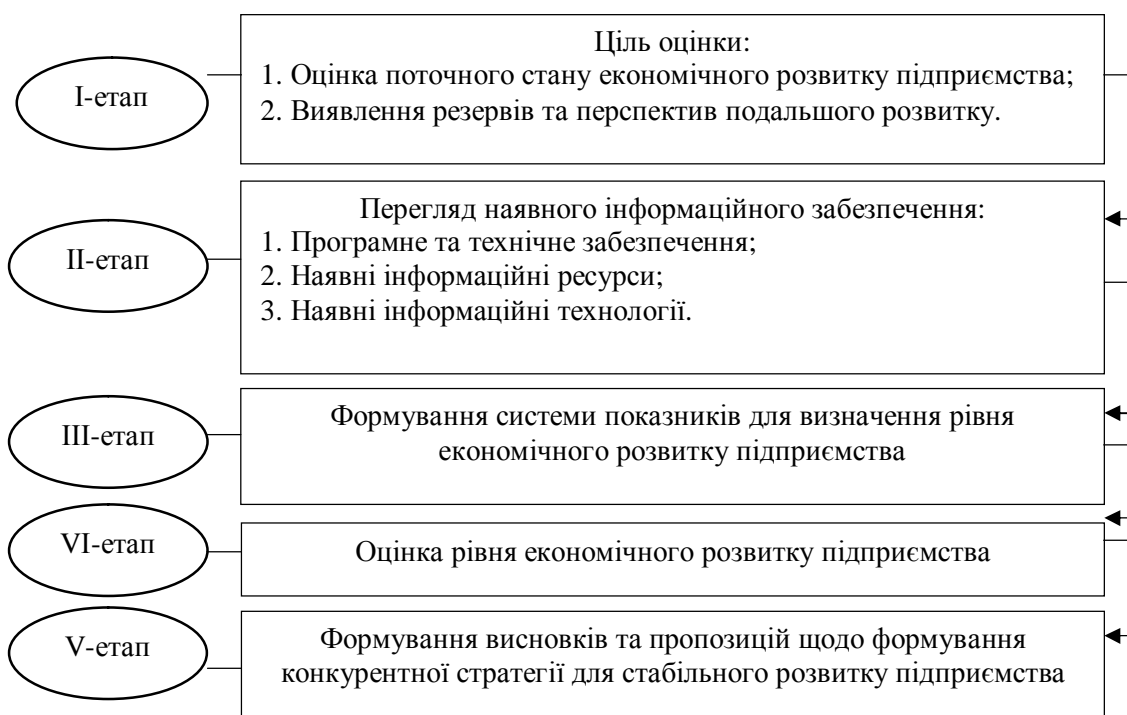 Ціль оцінки:
І-етап
1. Оцінка поточного стану економічного розвитку підприємства;
2. Виявлення резервів та перспектив подальшого розвитку.
Перегляд наявного інформаційного забезпечення:
ІІ-етап
1. Програмне та технічне забезпечення;
2. Наявні інформаційні ресурси;
3. Наявні інформаційні технології.
ІІІ-етап
Формування системи показників для визначення рівня
економічного розвитку підприємства
VІ-етап
Оцінка рівня економічного розвитку підприємства
V-етап
Формування висновків та пропозицій щодо формування
конкурентної стратегії для стабільного розвитку підприємства